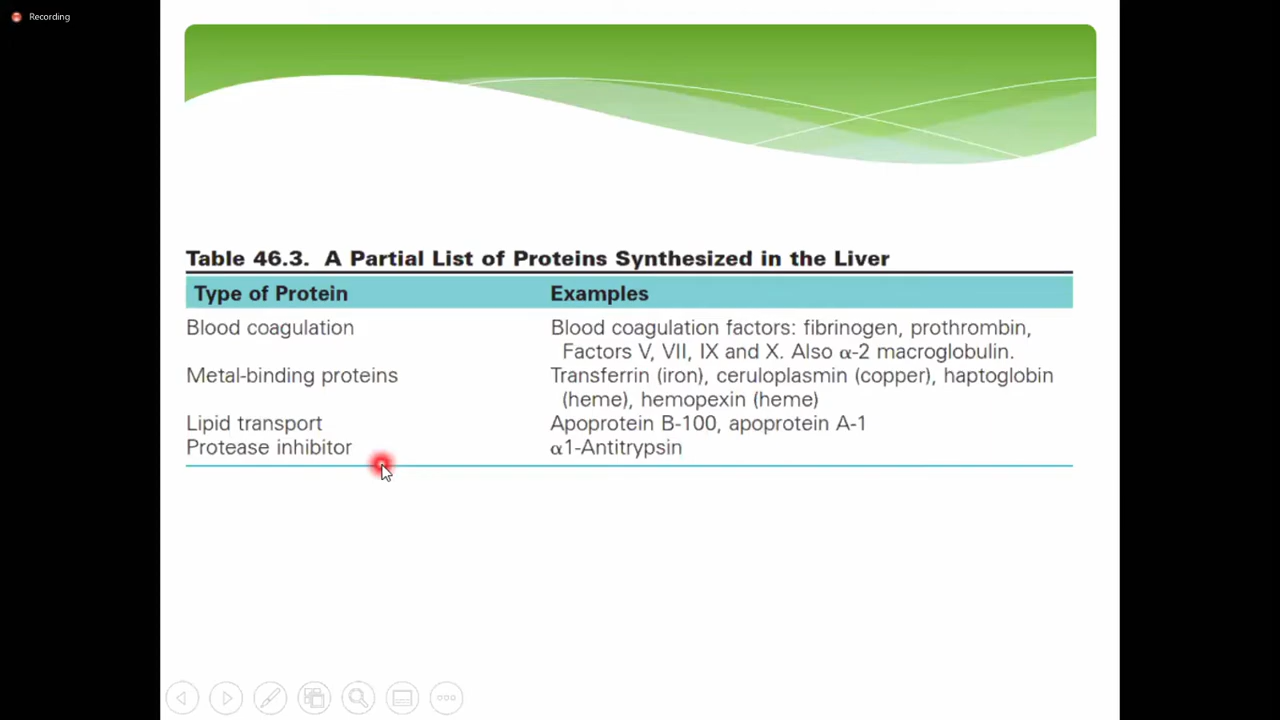 Recording
Table 46.3. A Partial List of Proteins Synthesized in the Liver
Type of Protein Examples
Blood coagulation Blood coagulation factors: fibrinogen, prothrombin,
Factors V, VII, IX and X. Also α-2 macroglobulin.
Metal-binding proteins Transferrin (iron), ceruloplasmin (copper), haptoglobin
(heme), hemopexin (heme)
Lipid transport Apoprotein B-100, apoprotein A-1
Protease inhibitor α1-Antitrypsin